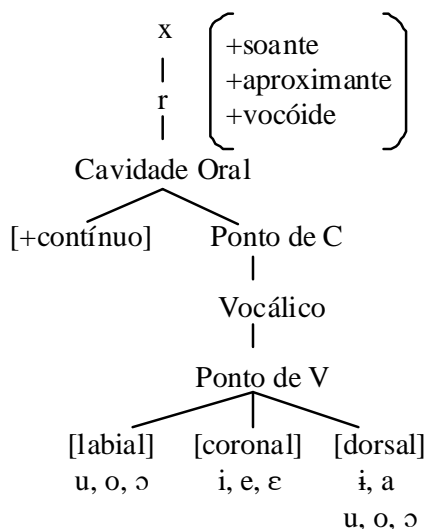 x
+soante
+aproximante
r
+vocóide
Cavidade Oral
[+contínuo] Ponto de C
Vocálico
Ponto de V
[labial] [coronal] [dorsal]
u, o, ɔ i, e, ɛ ɨ, a
u, o, ɔ